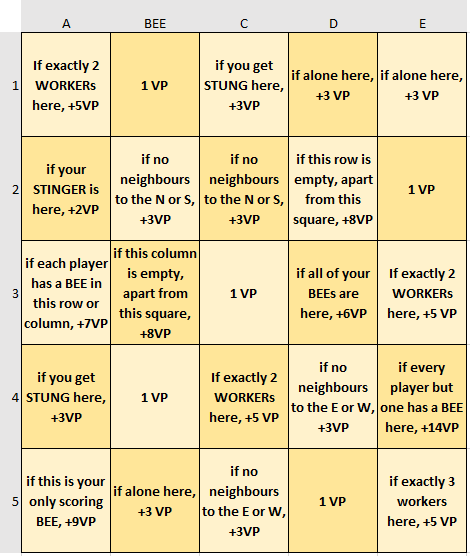 A BEE C D E
1
If exactly 2
WORKERs
here, +5VP
1 VP
if you get
STUNG here,
+3VP
if alone here,
+3 VP
if alone here,
+3 VP
2
if your
STINGER is
here, +2VP
if no
neighbours
to the N or S,
+3VP
if no
neighbours
to the N or S,
+3VP
if this row is
empty, apart
from this
square, +8VP
1 VP
3
if each player
has a BEE in
this row or
column, +7VP
if this column
is empty,
apart from
this square,
+8VP
1 VP
if all of your
BEEs are
here, +6VP
If exactly 2
WORKERs
here, +5 VP
4
if you get
STUNG here,
+3VP
1 VP
If exactly 2
WORKERs
here, +5 VP
if no
neighbours
to the E or W,
+3VP
if every
player but
one has a BEE
here, +14VP
5
if this is your
only scoring
BEE, +9VP
if alone here,
+3 VP
if no
neighbours
to the E or W,
+3VP
1 VP
if exactly 3
workers
here, +5 VP